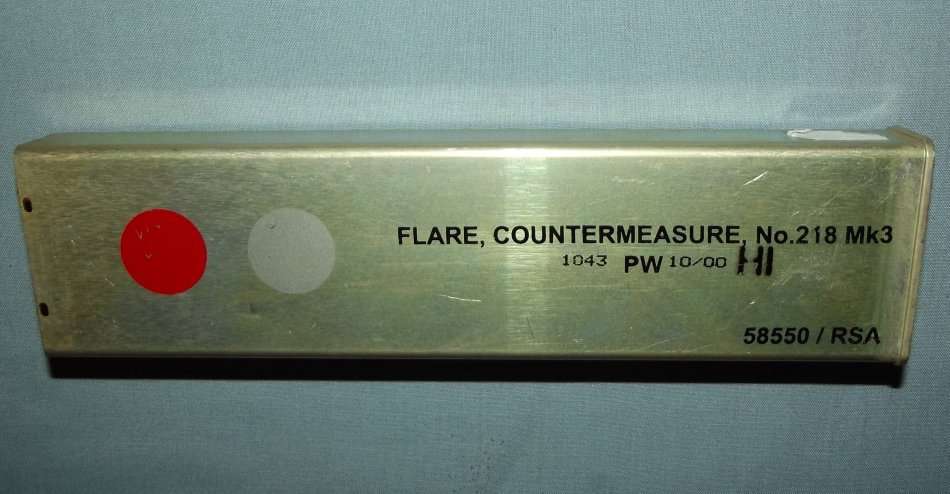 FLARE, COUNTERMEASURE, No.218 Mk3
1043 PW 10/00
58550 / RSA